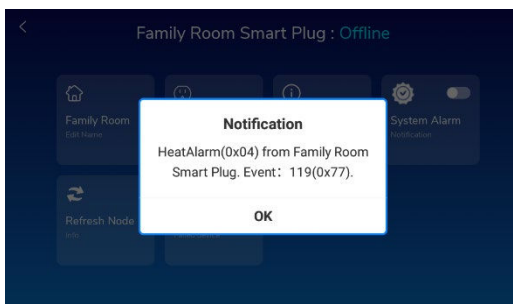 Family Room Smart Plug : Offline
Family Room
Edit Name
System Alarm
Notification
Notification
HeatAlarm(0x04) from Family Room
Smart Plug. Event: 119(0x77).
OK
Refresh Node
Info